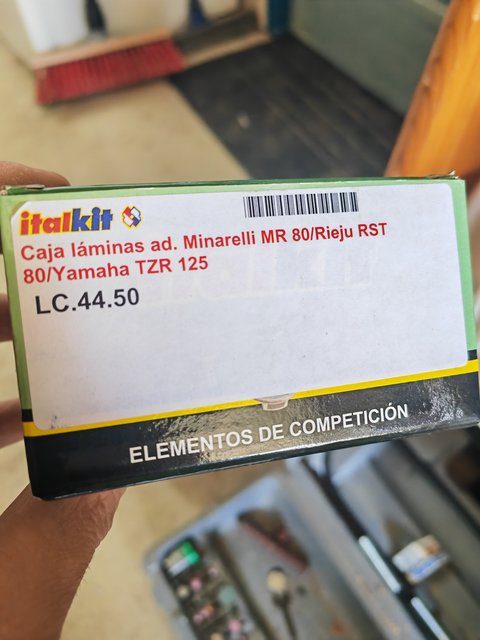 italkit
Caja láminas ad. Minarelli MR 80/Rieju RST
80/Yamaha TZR 125
LC.44.50
ELEMENTOS DE COMPETICIÓN